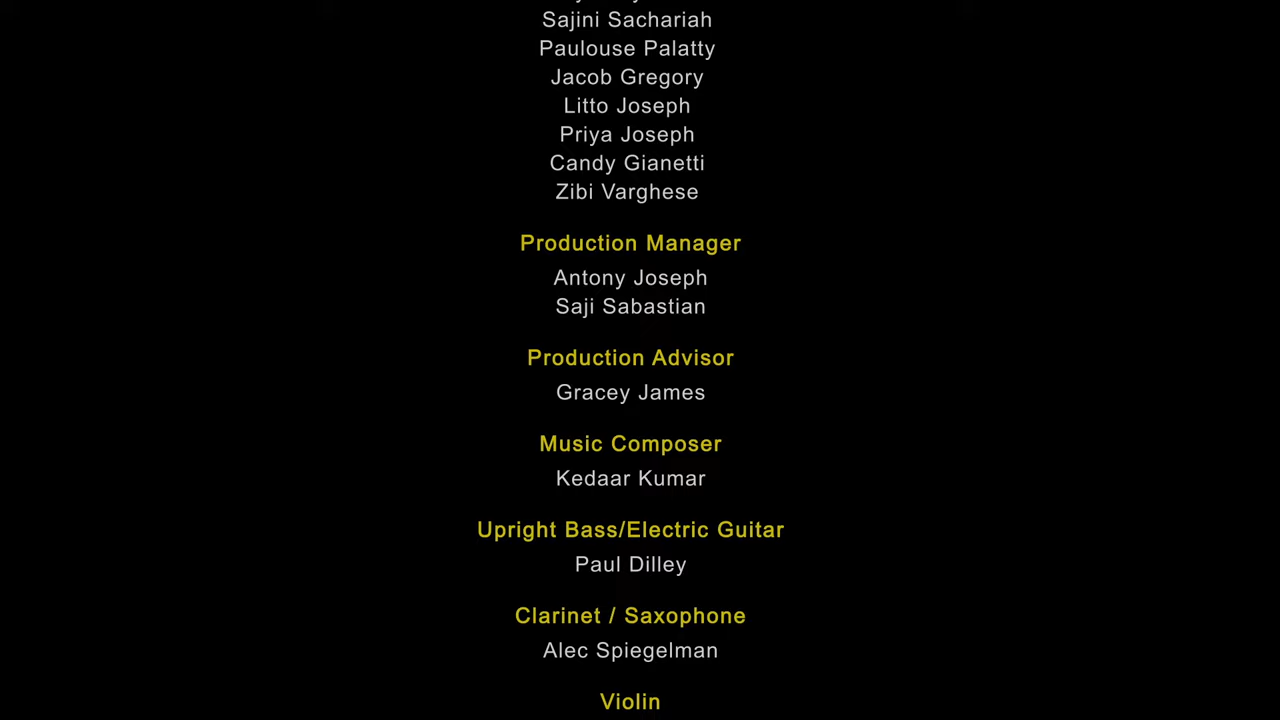 Sajini Sachariah
Paulouse Palatty
Jacob Gregory
Litto Joseph
Priya Joseph
Candy Gianetti
Zibi Varghese
Production Manager
Antony Joseph
Saji Sabastian
Production Advisor
Gracey James
Music Composer
Kedaar Kumar
Upright Bass/Electric Guitar
Paul Dilley
Clarinet / Saxophone
Alec Spiegelman
Violin